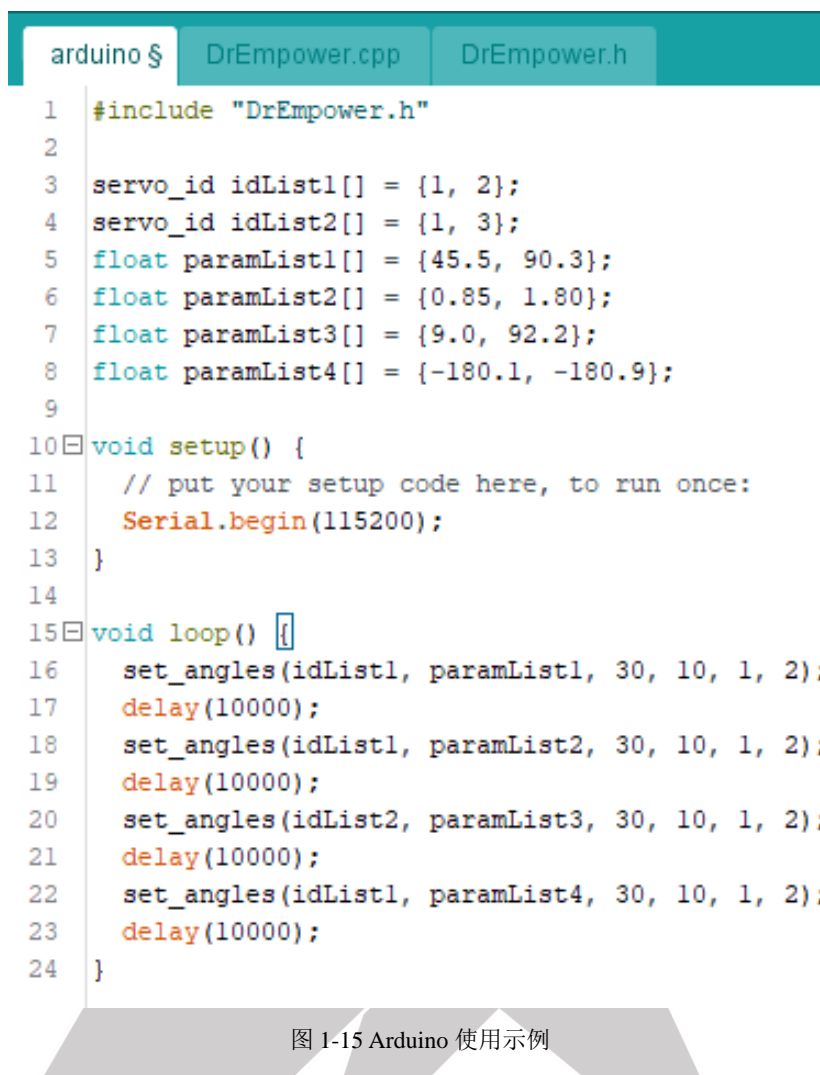 arduino § DrEmpower.cpp DrEmpower.h
1 #include "DrEmpower.h"
2
3 servo_id idList1[] = {1, 2};
4 servo_id idList2[] = {1, 3};
5 float paramList1[] = {45.5, 90.3};
6 float paramList2[] = {0.85, 1.80};
7 float paramList3[] = {9.0, 92.2};
8 float paramList4[] = {-180.1, -180.9};
9
10 void setup() {
11 // put your setup code here, to run once:
12 Serial.begin(115200);
13 }
14
15 void loop() {
16 set_angles(idList1, paramList1, 30, 10, 1, 2);
17 delay(10000);
18 set_angles(idList1, paramList2, 30, 10, 1, 2);
19 delay(10000);
20 set_angles(idList2, paramList3, 30, 10, 1, 2);
21 delay(10000);
22 set_angles(idList1, paramList4, 30, 10, 1, 2);
23 delay(10000);
24 }
图 1-15 Arduino 使用示例